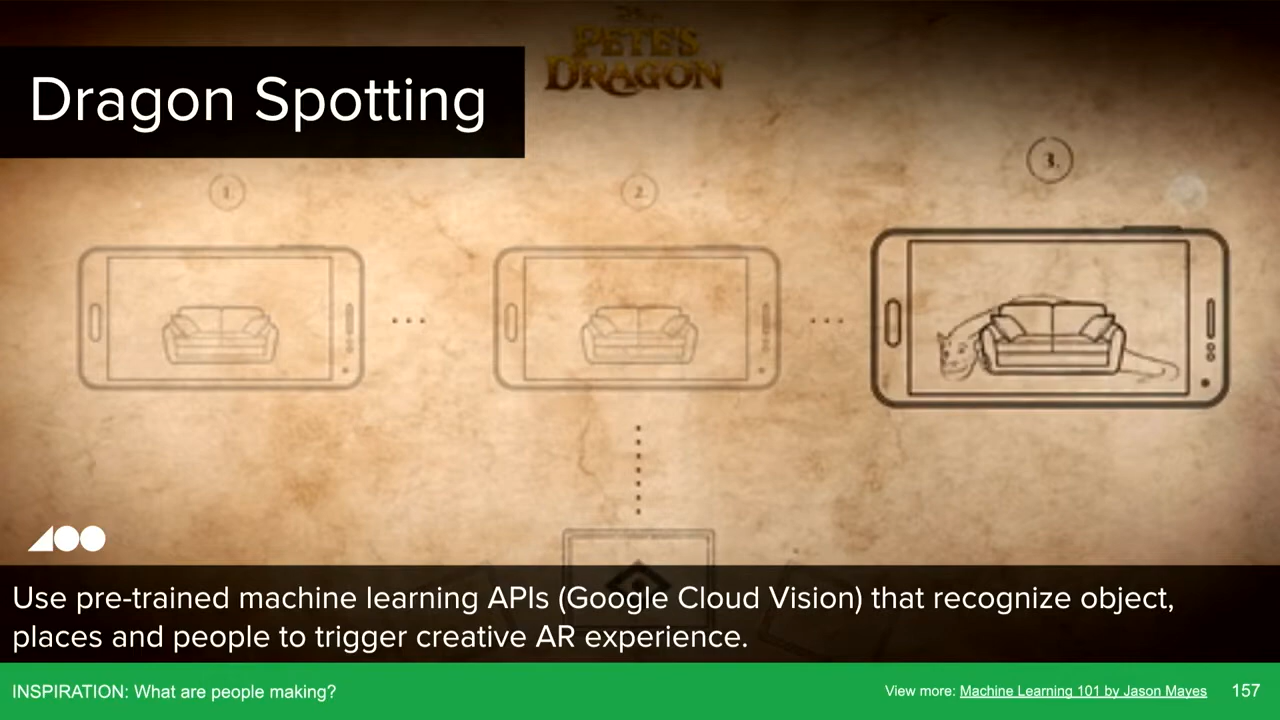 PETE'S
DRAGON
Dragon Spotting
1.
2.
3.
Use pre-trained machine learning APIs (Google Cloud Vision) that recognize object,
places and people to trigger creative AR experience.
INSPIRATION: What are people making?
View more: Machine Learning 101 by Jason Mayes
157